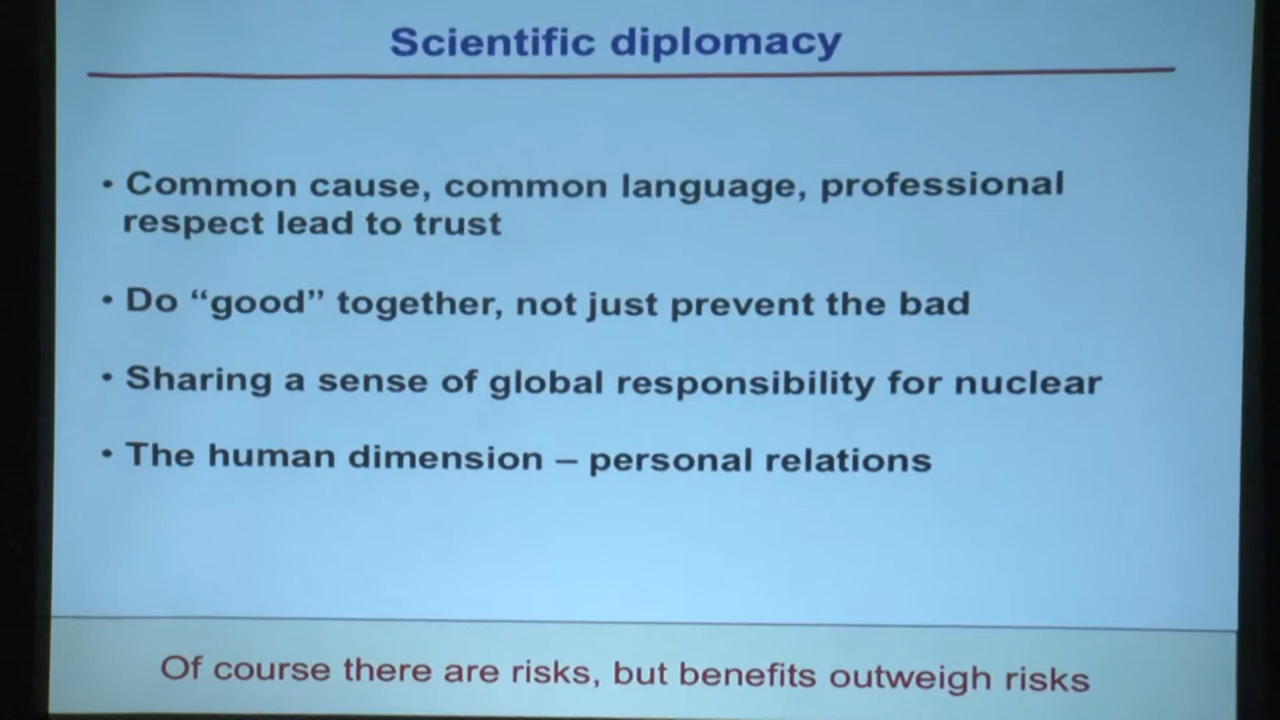 Scientific diplomacy
• Common cause, common language, professional
respect lead to trust
• Do “good” together, not just prevent the bad
• Sharing a sense of global responsibility for nuclear
• The human dimension – personal relations
Of course there are risks, but benefits outweigh risks